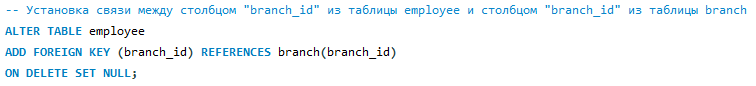 -- Установка связи между столбцом "branch_id" из таблицы employee и столбцом "branch_id" из таблицы branch
ALTER TABLE employee
ADD FOREIGN KEY (branch_id) REFERENCES branch(branch_id)
ON DELETE SET NULL;